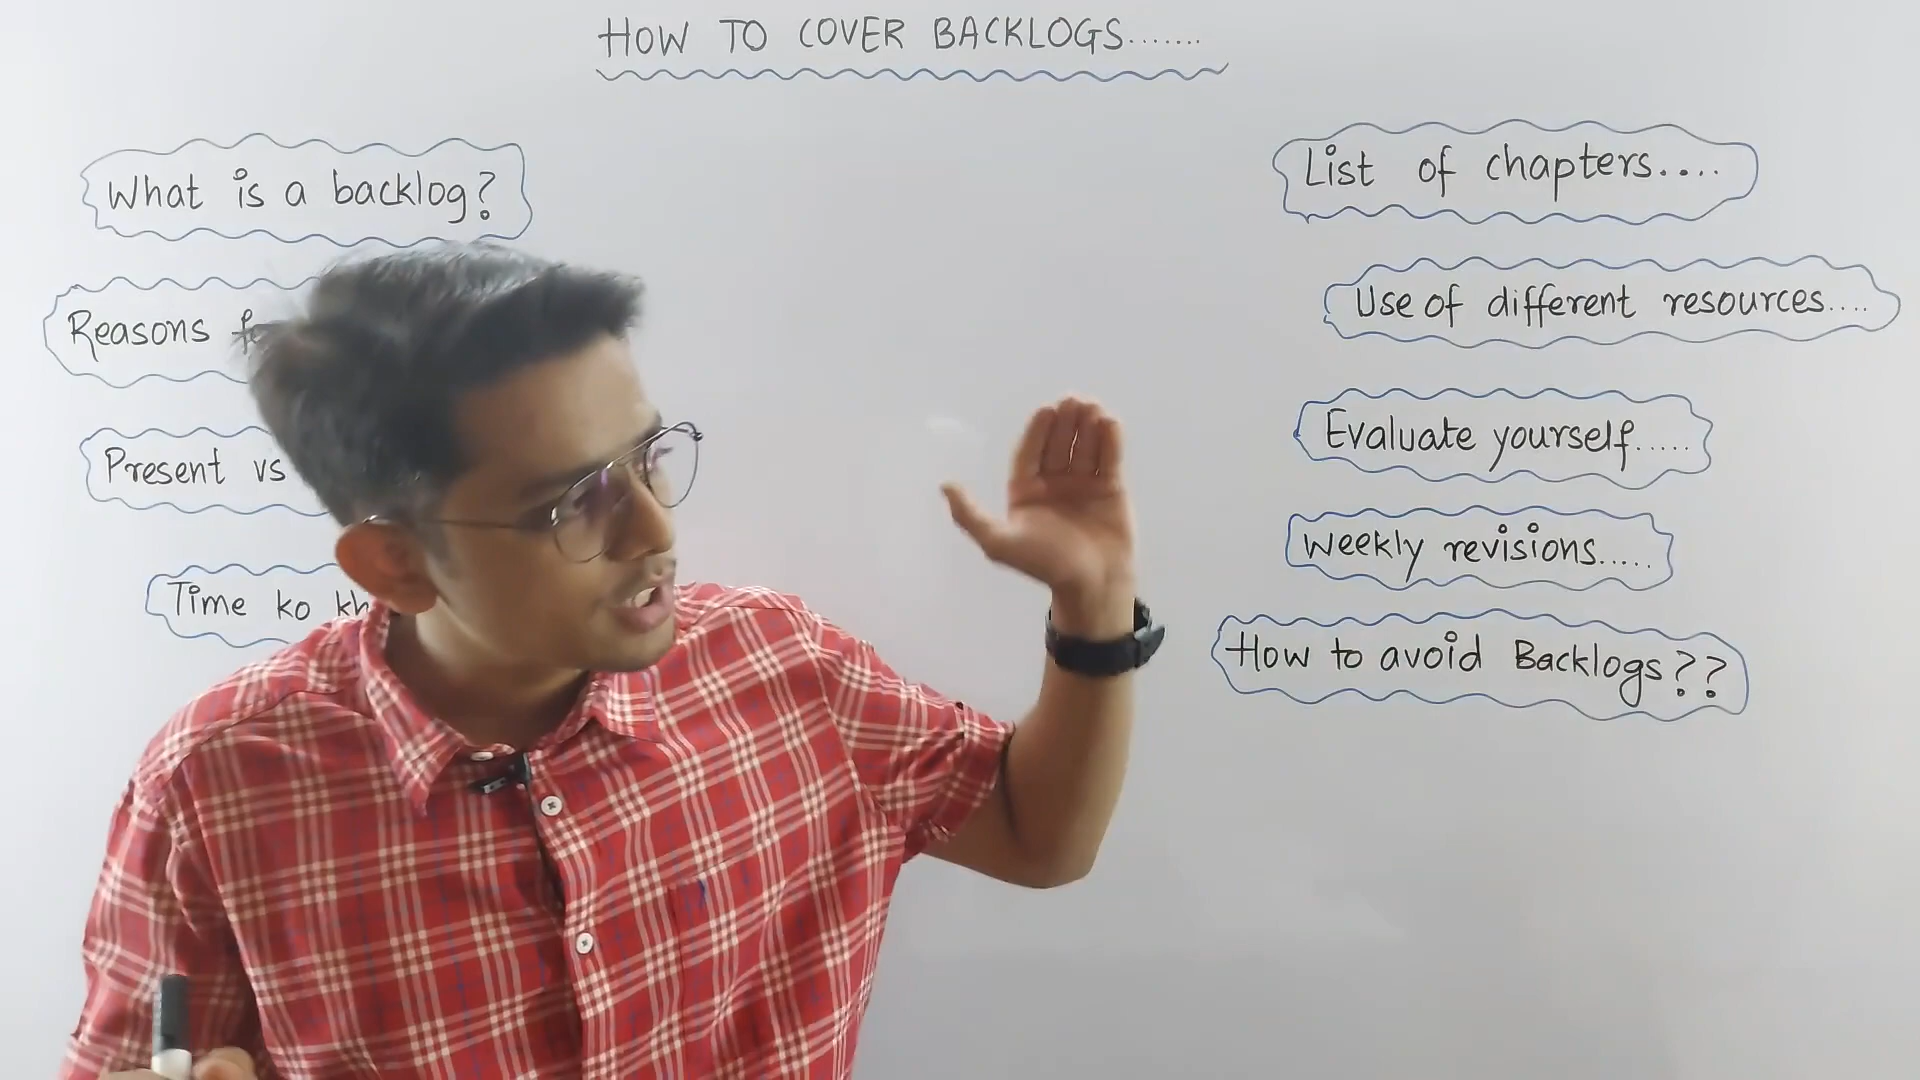 HOW TO COVER BACKLOGS.......
What is a backlog?
Reasons
Present vs
Time ko
List of chapters....
Use of different resources....
Evaluate yourself.....
Weekly revisions.....
How to avoid Backlogs??